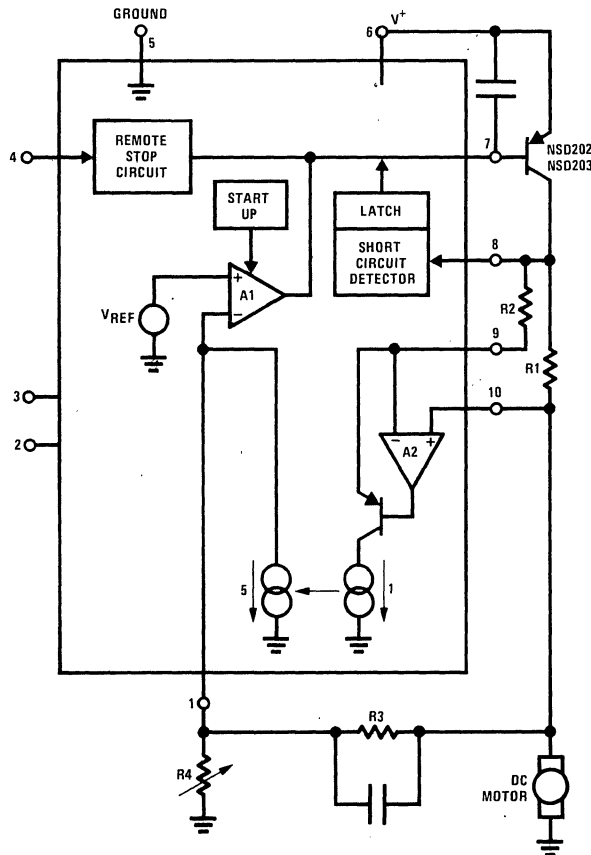 GROUND
5
6
V+
4
REMOTE
STOP
CIRCUIT
7
NSD202
NSD203
START
UP
LATCH
SHORT
CIRCUIT
DETECTOR
8
+
A1
−
VREF
R2
9
R1
3
10
2
− +
A2
5
1
1
R3
R4
DC
MOTOR